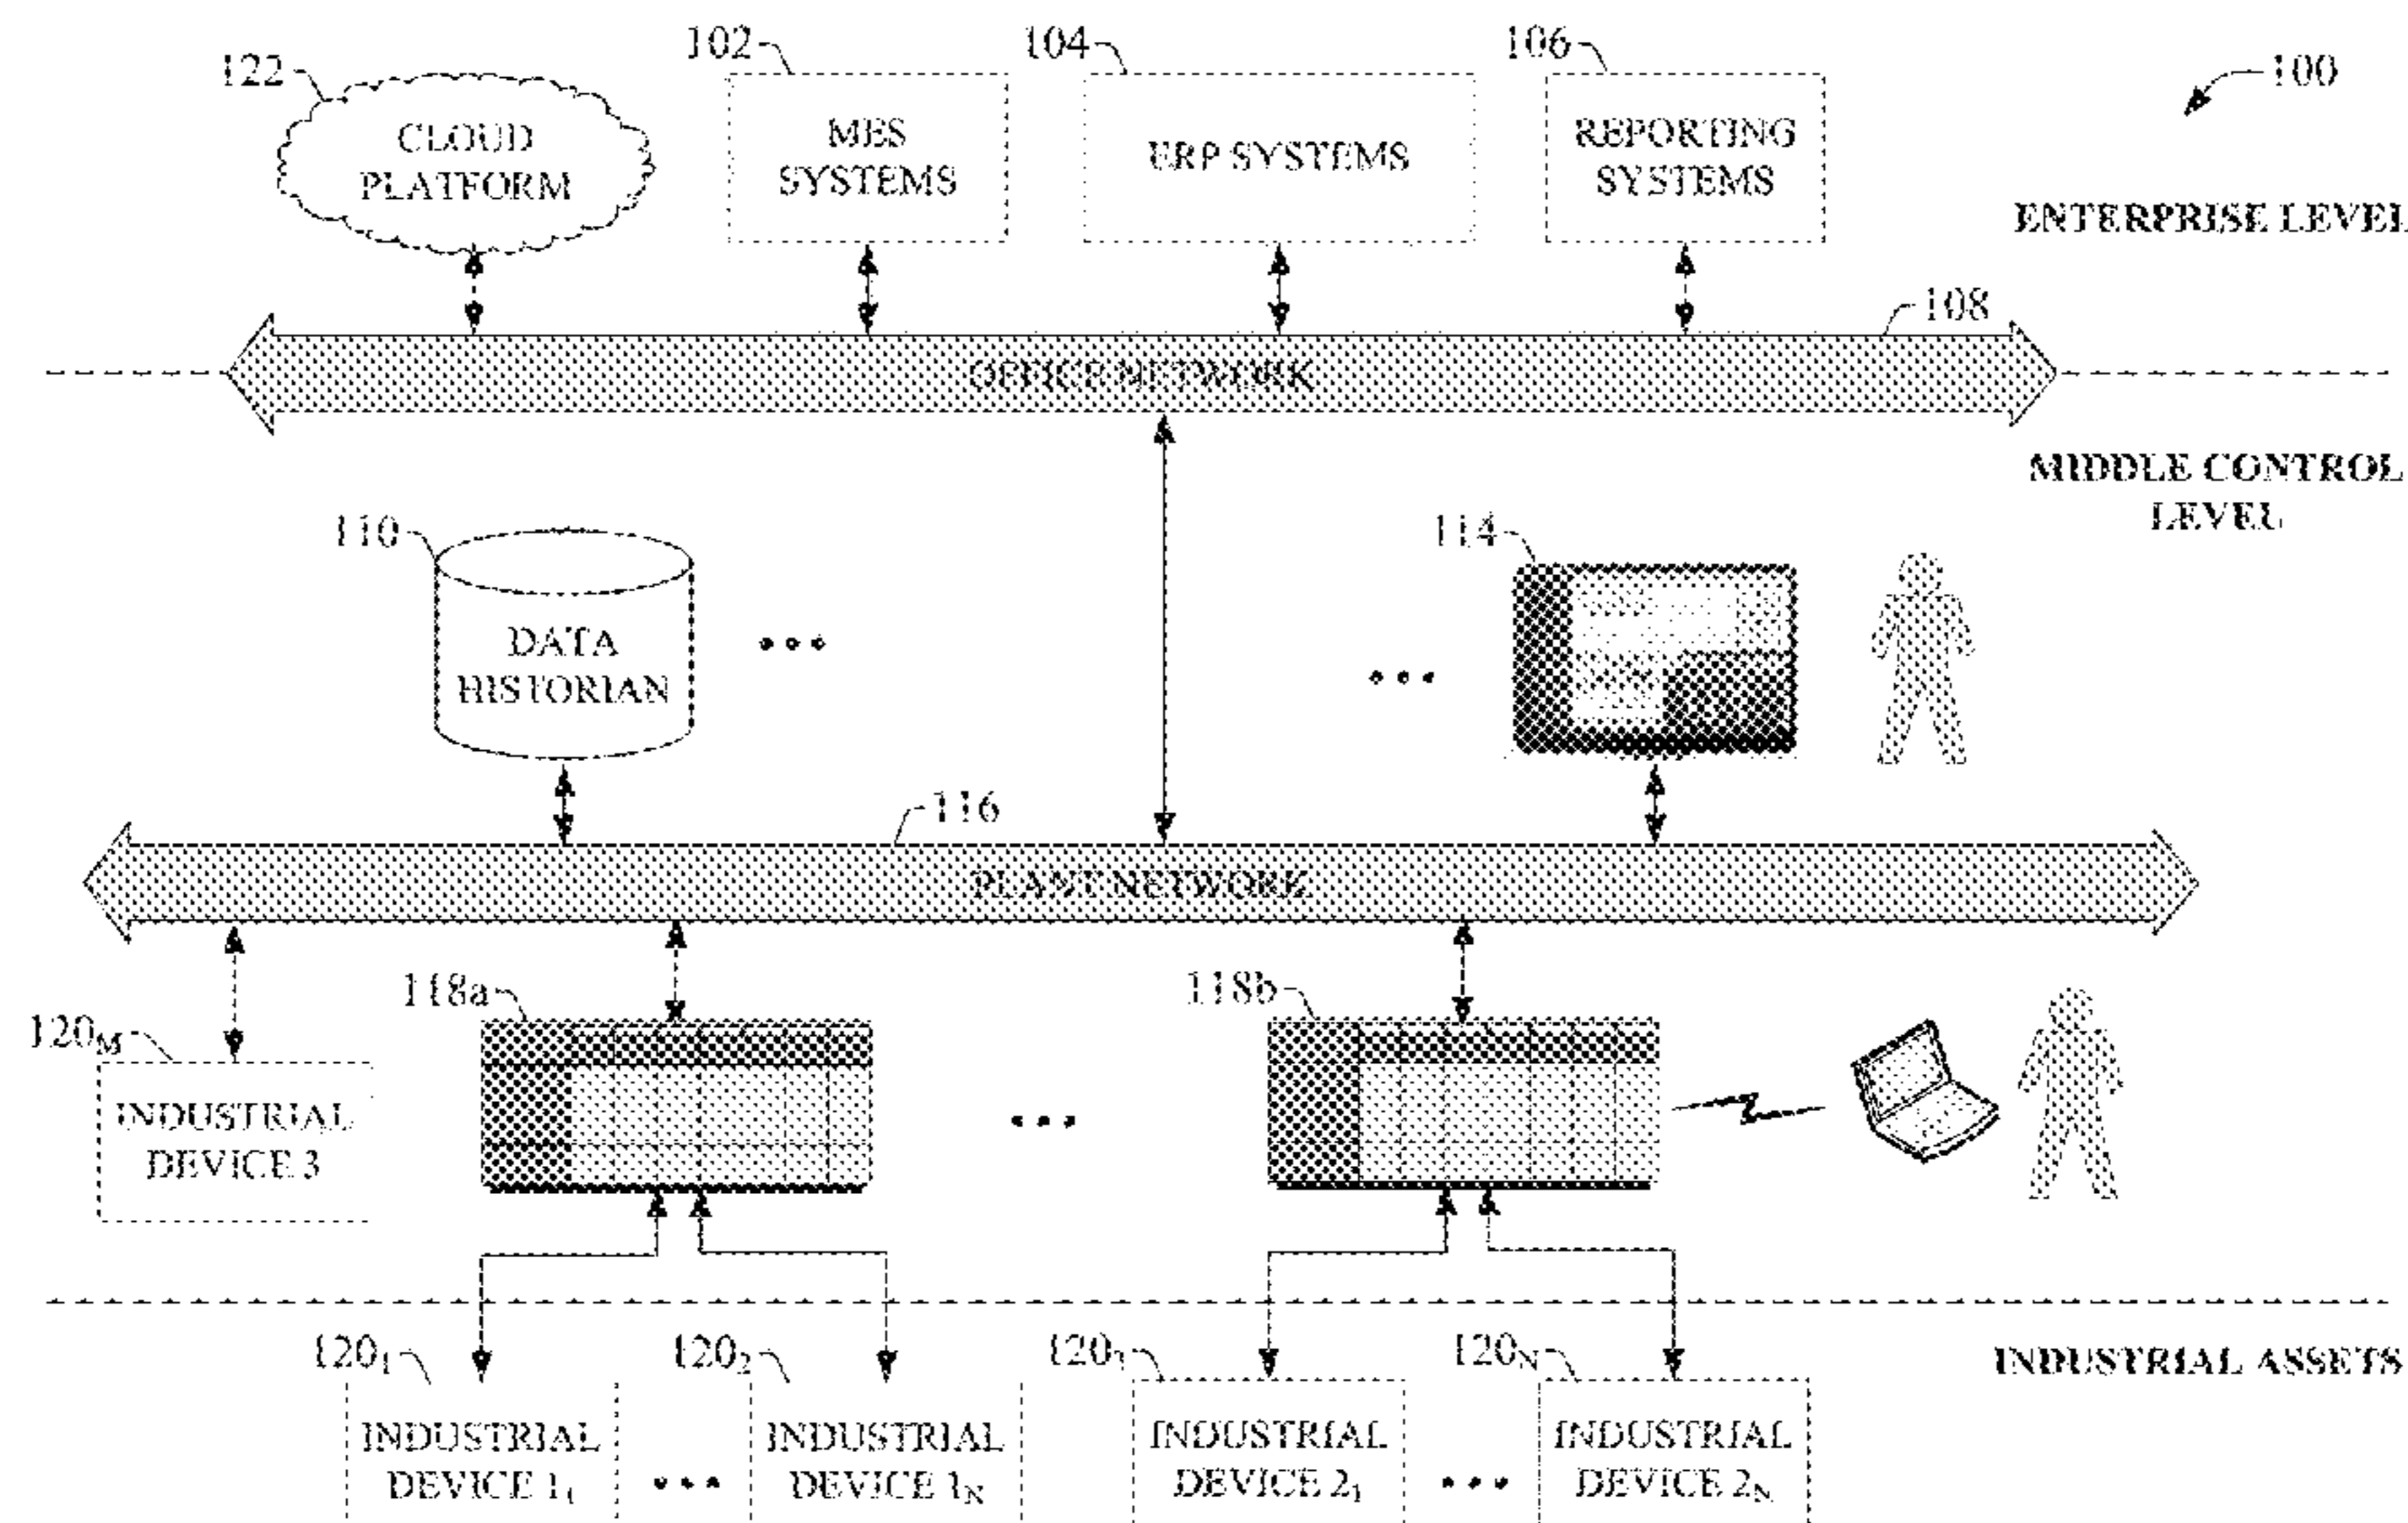 122
102
104
106
100
CLOUD
PLATFORM
MES
SYSTEMS
ERP SYSTEMS
REPORTING
SYSTEMS
ENTERPRISE LEVEL
108
OFFICE NETWORK
MIDDLE CONTROL
LEVEL
110
114
DATA
HISTORIAN
116
PLANT NETWORK
118a
118b
120M
INDUSTRIAL
DEVICE 3
120₁
120₂
120₃
120N
INDUSTRIAL ASSETS
INDUSTRIAL
DEVICE 1₁
INDUSTRIAL
DEVICE 1N
INDUSTRIAL
DEVICE 2₁
INDUSTRIAL
DEVICE 2N